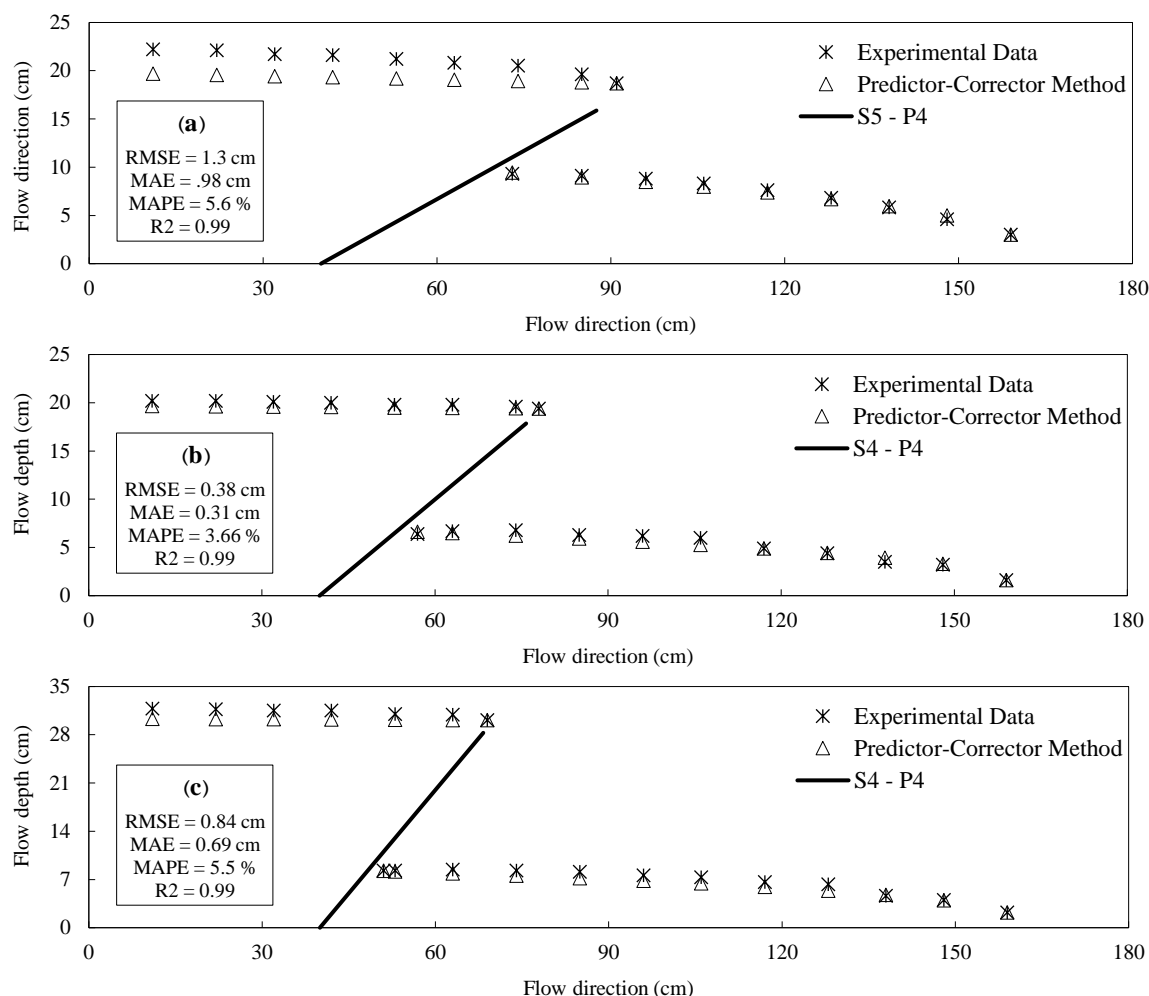 25
20
15
10
5
0
Flow direction (cm)
Experimental Data
Predictor-Corrector Method
S5 - P4
(a)
RMSE = 1.3 cm
MAE = .98 cm
MAPE = 5.6 %
R2 = 0.99
0 30 60 90 120 150 180
Flow direction (cm)
25
20
15
10
5
0
Flow depth (cm)
Experimental Data
Predictor-Corrector Method
S4 - P4
(b)
RMSE = 0.38 cm
MAE = 0.31 cm
MAPE = 3.66 %
R2 = 0.99
0 30 60 90 120 150 180
Flow direction (cm)
35
28
21
14
7
0
Flow depth (cm)
Experimental Data
Predictor-Corrector Method
S4 - P4
(c)
RMSE = 0.84 cm
MAE = 0.69 cm
MAPE = 5.5 %
R2 = 0.99
0 30 60 90 120 150 180
Flow direction (cm)